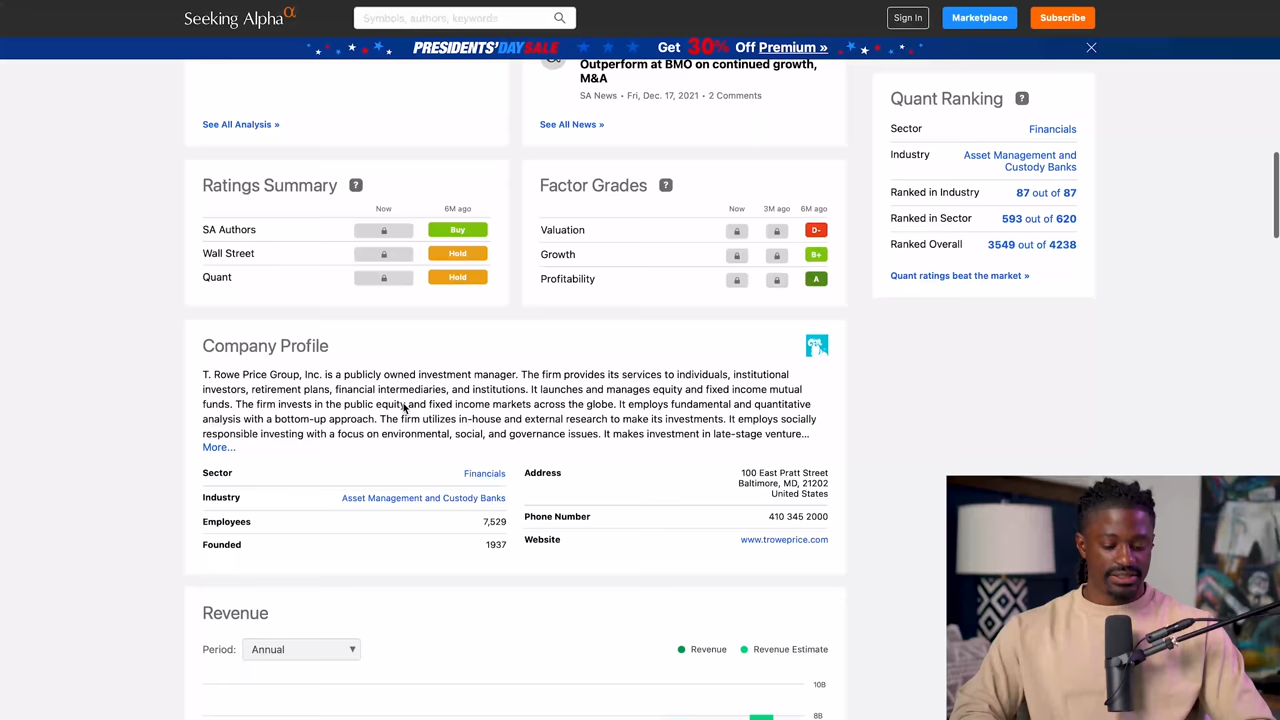 Seeking Alpha α
Symbols, authors, keywords
Sign In
Marketplace
Subscribe
PRESIDENTS'DAYSALE Get 30% Off Premium »
Outperform at BMO on continued growth,
M&A
SA News • Fri, Dec. 17, 2021 • 2 Comments
See All Analysis »
See All News »
Quant Ranking ?
Sector Financials
Industry Asset Management and
Custody Banks
Ranked in Industry 87 out of 87
Ranked in Sector 593 out of 620
Ranked Overall 3549 out of 4238
Quant ratings beat the market »
Ratings Summary ?
Now 6M ago
SA Authors Buy
Wall Street Hold
Quant Hold
Factor Grades ?
Now 3M ago 6M ago
Valuation D-
Growth B+
Profitability A
Company Profile
T. Rowe Price Group, Inc. is a publicly owned investment manager. The firm provides its services to individuals, institutional
investors, retirement plans, financial intermediaries, and institutions. It launches and manages equity and fixed income mutual
funds. The firm invests in the public equity and fixed income markets across the globe. It employs fundamental and quantitative
analysis with a bottom-up approach. The firm utilizes in-house and external research to make its investments. It employs socially
responsible investing with a focus on environmental, social, and governance issues. It makes investment in late-stage venture...
More...
Sector Financials
Industry Asset Management and Custody Banks
Employees 7,529
Founded 1937
Address 100 East Pratt Street
Baltimore, MD, 21202
United States
Phone Number 410 345 2000
Website www.troweprice.com
Revenue
Period: Annual ▼
Revenue Revenue Estimate
10B
8B